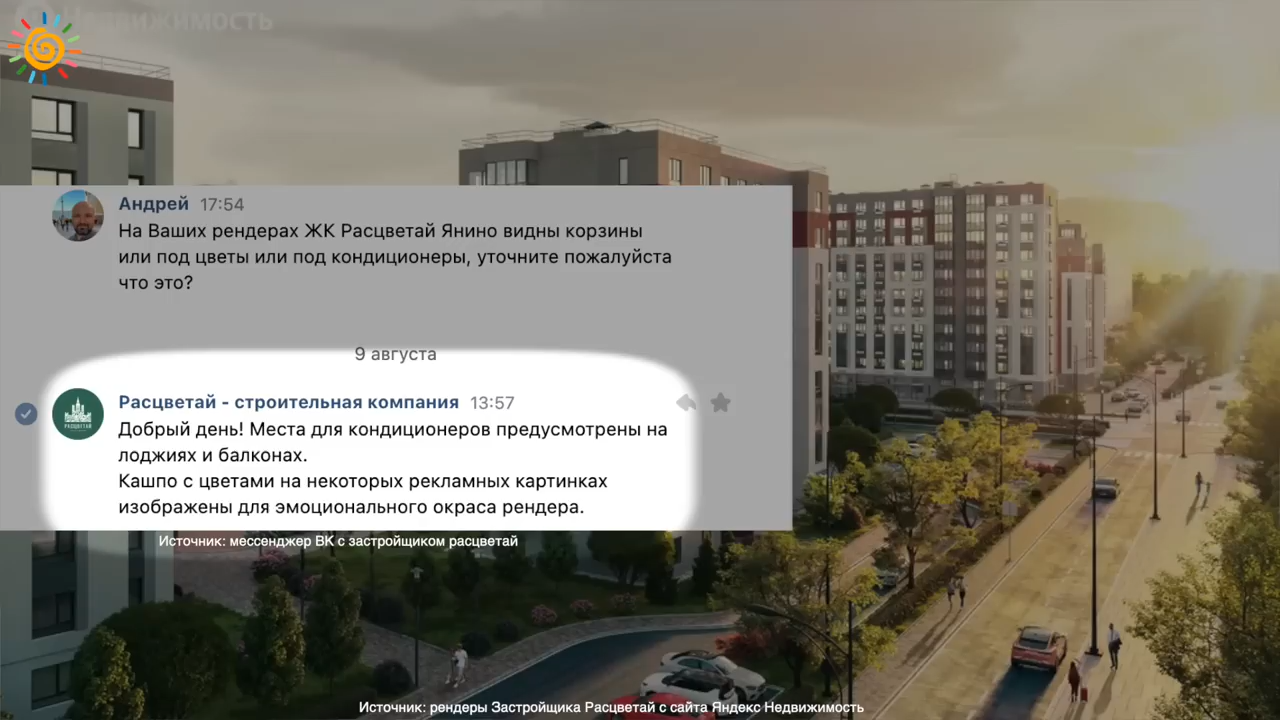 Недвижимость
Андрей 17:54
На Ваших рендерах ЖК Расцветай Янино видны корзины
или под цветы или под кондиционеры, уточните пожалуйста
что это?
9 августа
Расцветай - строительная компания 13:57
Добрый день! Места для кондиционеров предусмотрены на
лоджиях и балконах.
Кашпо с цветами на некоторых рекламных картинках
изображены для эмоционального окраса рендера.
РАСЦВЕТАЙ
Источник: мессенджер ВК с застройщиком расцветай
Источник: рендеры Застройщика Расцветай с сайта Яндекс Недвижимость